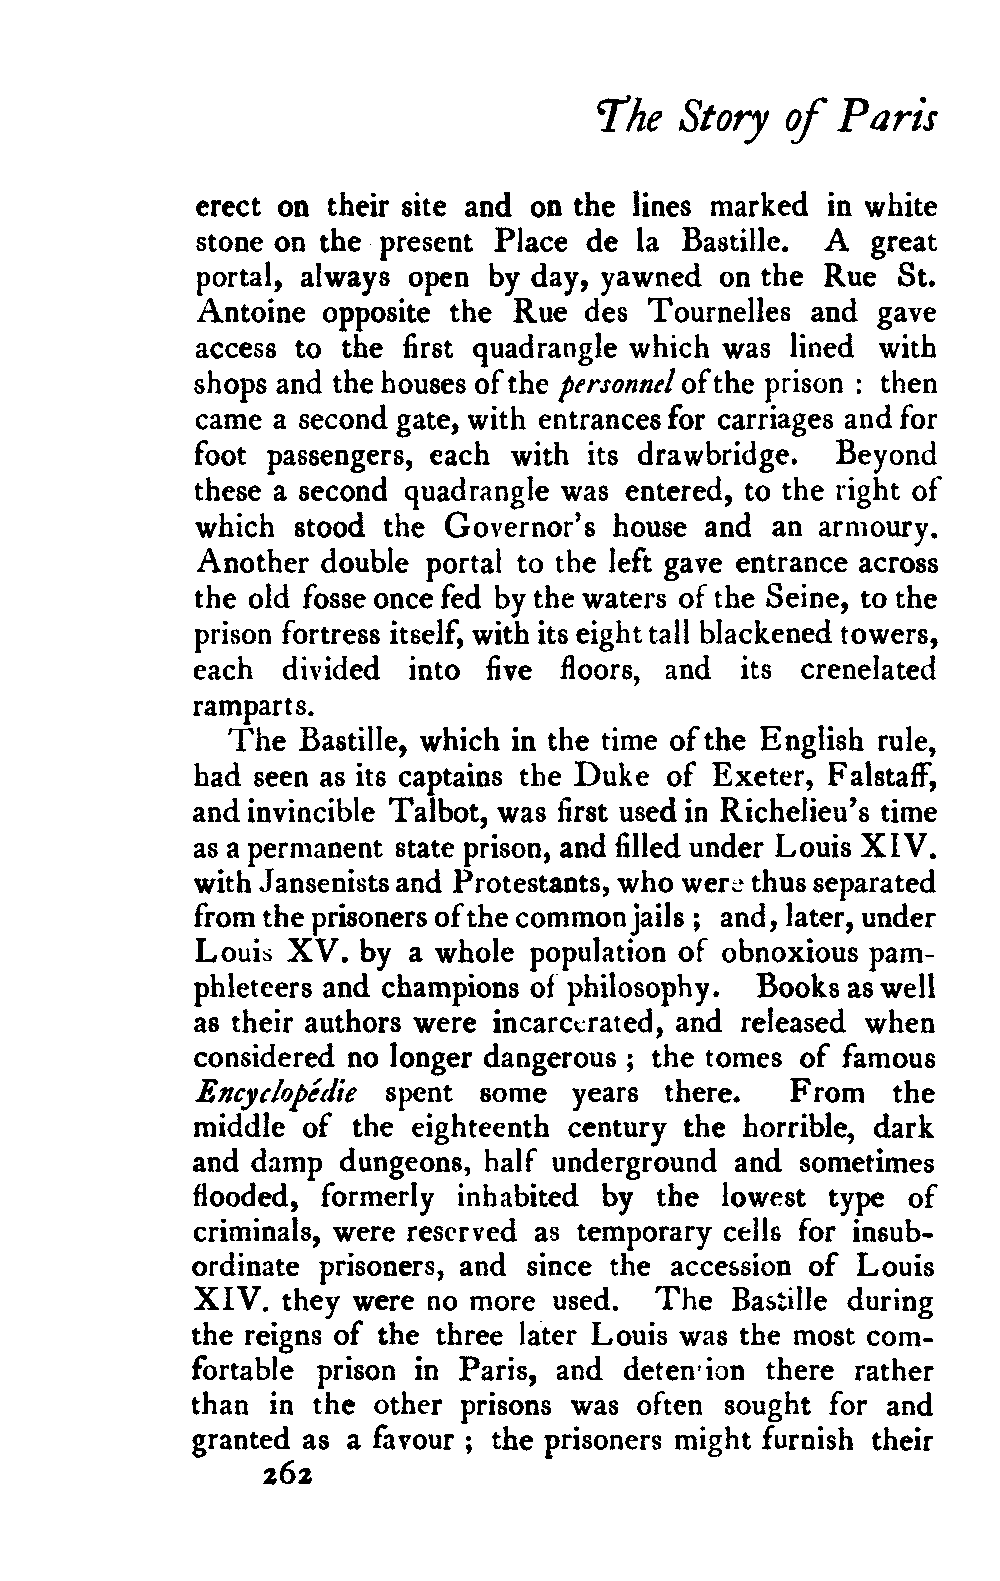 The Story of Paris
erect on their site and on the lines marked in white
stone on the present Place de la Bastille. A great
portal, always open by day, yawned on the Rue St.
Antoine opposite the Rue des Tournelles and gave
access to the first quadrangle which was lined with
shops and the houses of the personnel of the prison : then
came a second gate, with entrances for carriages and for
foot passengers, each with its drawbridge. Beyond
these a second quadrangle was entered, to the right of
which stood the Governor's house and an armoury.
Another double portal to the left gave entrance across
the old fosse once fed by the waters of the Seine, to the
prison fortress itself, with its eight tall blackened towers,
each divided into five floors, and its crenelated
ramparts.
The Bastille, which in the time of the English rule,
had seen as its captains the Duke of Exeter, Falstaff,
and invincible Talbot, was first used in Richelieu's time
as a permanent state prison, and filled under Louis XIV.
with Jansenists and Protestants, who were thus separated
from the prisoners of the common jails ; and, later, under
Louis XV. by a whole population of obnoxious pam-
phleteers and champions of philosophy. Books as well
as their authors were incarcerated, and released when
considered no longer dangerous ; the tomes of famous
Encyclopédie spent some years there. From the
middle of the eighteenth century the horrible, dark
and damp dungeons, half underground and sometimes
flooded, formerly inhabited by the lowest type of
criminals, were reserved as temporary cells for insub-
ordinate prisoners, and since the accession of Louis
XIV. they were no more used. The Bastille during
the reigns of the three later Louis was the most com-
fortable prison in Paris, and detention there rather
than in the other prisons was often sought for and
granted as a favour ; the prisoners might furnish their
262